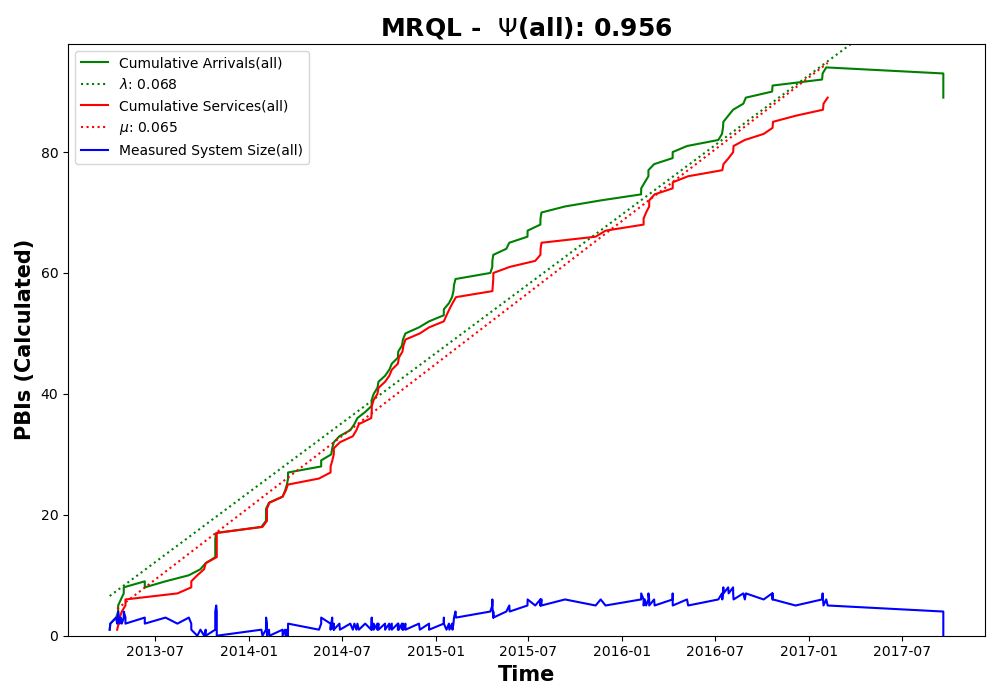 MRQL -  Ψ(all): 0.956
Cumulative Arrivals(all)
λ: 0.068
Cumulative Services(all)
μ: 0.065
Measured System Size(all)
PBIs (Calculated)
80
60
40
20
0
2013-07 2014-01 2014-07 2015-01 2015-07 2016-01 2016-07 2017-01 2017-07
Time